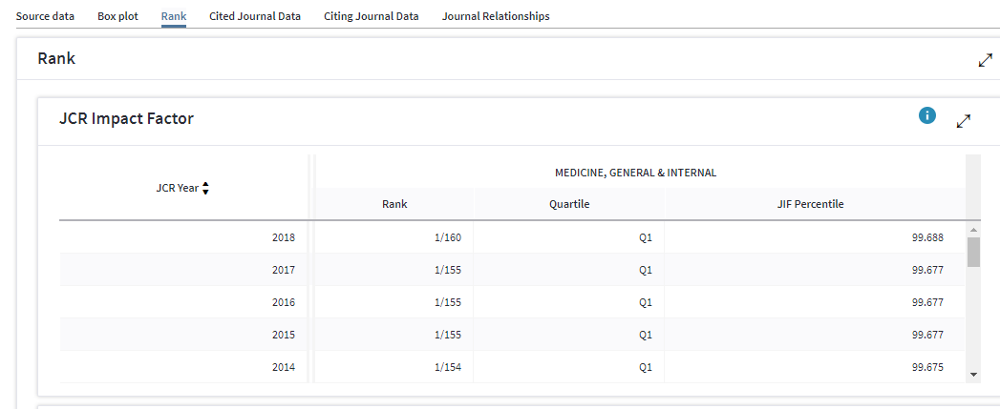 Source data Box plot Rank Cited Journal Data Citing Journal Data Journal Relationships
Rank
JCR Impact Factor
i
MEDICINE, GENERAL & INTERNAL
JCR Year
Rank Quartile JIF Percentile
2018 1/160 Q1 99.688
2017 1/155 Q1 99.677
2016 1/155 Q1 99.677
2015 1/155 Q1 99.677
2014 1/154 Q1 99.675